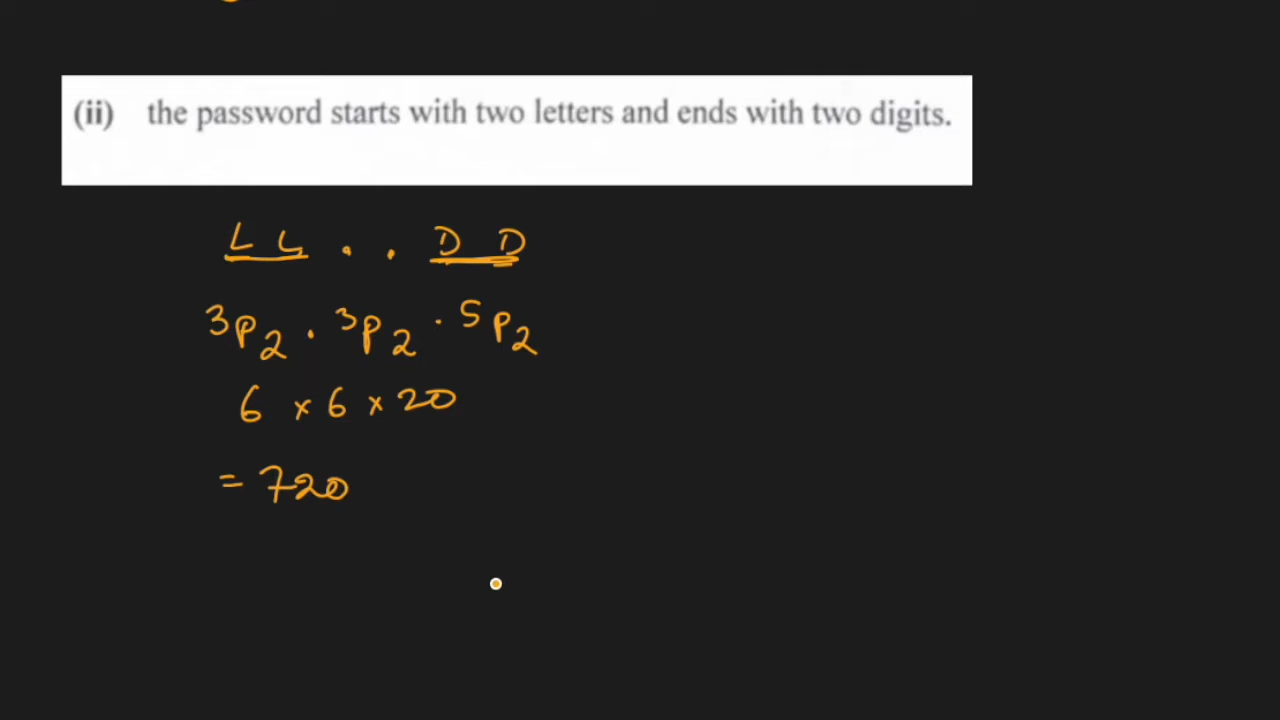 (ii) the password starts with two letters and ends with two digits.
L L . . D D
³P₂ . ³P₂ . ⁵P₂
6 × 6 × 20
= 720